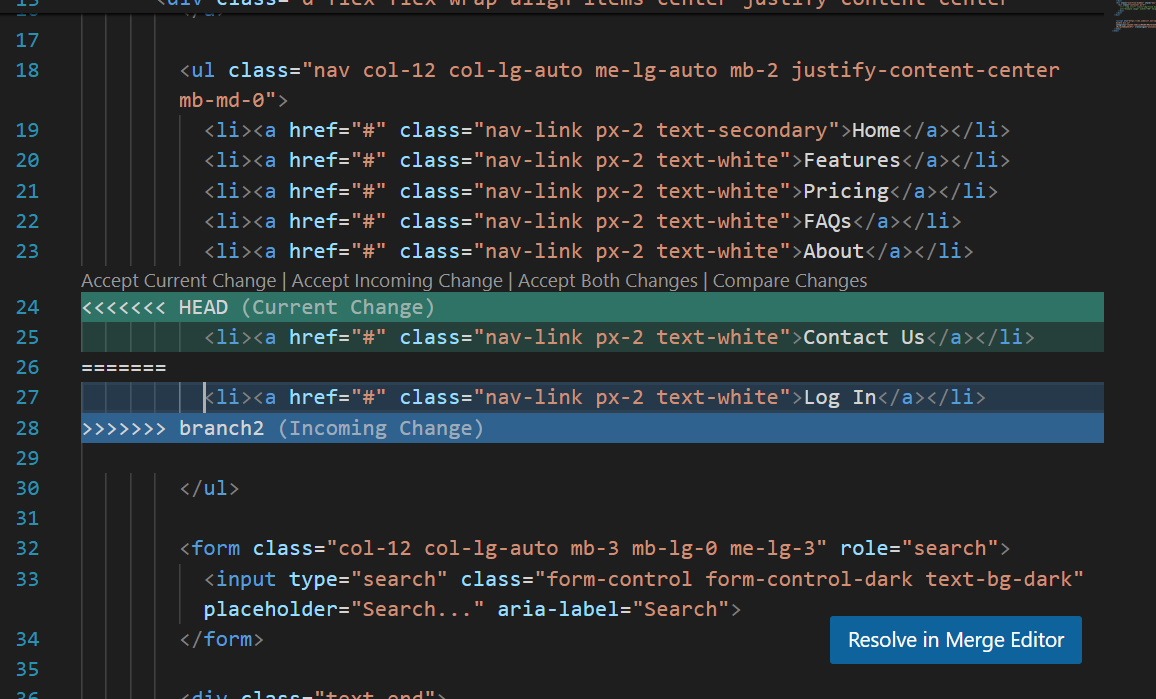 15 <div class="d-flex flex-wrap align-items-center justify-content-center
</a>
17
18 <ul class="nav col-12 col-lg-auto me-lg-auto mb-2 justify-content-center
mb-md-0">
19 <li><a href="#" class="nav-link px-2 text-secondary">Home</a></li>
20 <li><a href="#" class="nav-link px-2 text-white">Features</a></li>
21 <li><a href="#" class="nav-link px-2 text-white">Pricing</a></li>
22 <li><a href="#" class="nav-link px-2 text-white">FAQs</a></li>
23 <li><a href="#" class="nav-link px-2 text-white">About</a></li>
Accept Current Change | Accept Incoming Change | Accept Both Changes | Compare Changes
24 <<<<<<< HEAD (Current Change)
25 <li><a href="#" class="nav-link px-2 text-white">Contact Us</a></li>
26 =======
27 <li><a href="#" class="nav-link px-2 text-white">Log In</a></li>
28 >>>>>>> branch2 (Incoming Change)
29
30 </ul>
31
32 <form class="col-12 col-lg-auto mb-3 mb-lg-0 me-lg-3" role="search">
33 <input type="search" class="form-control form-control-dark text-bg-dark"
placeholder="Search..." aria-label="Search">
34 </form>
Resolve in Merge Editor
35
36 <div class="text-end">